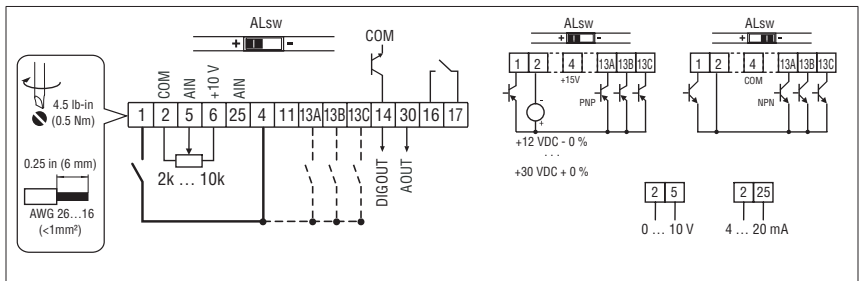 ALsw
+ -
COM
4.5 lb-in
(0.5 Nm)
0.25 in (6 mm)
AWG 26...16
(<1mm²)
COM
AIN
+10 V
AIN
1 2 5 6 25 4 11 13A 13B 13C 14 30 16 17
2k ... 10k
DIGOUT
AOUT
ALsw
+ -
1 2 4 13A 13B 13C
+15V
PNP
-
+
+12 VDC - 0 %
...
+30 VDC + 0 %
ALsw
+ -
1 2 4 13A 13B 13C
COM
NPN
2 5
0 ... 10 V
2 25
4 ... 20 mA